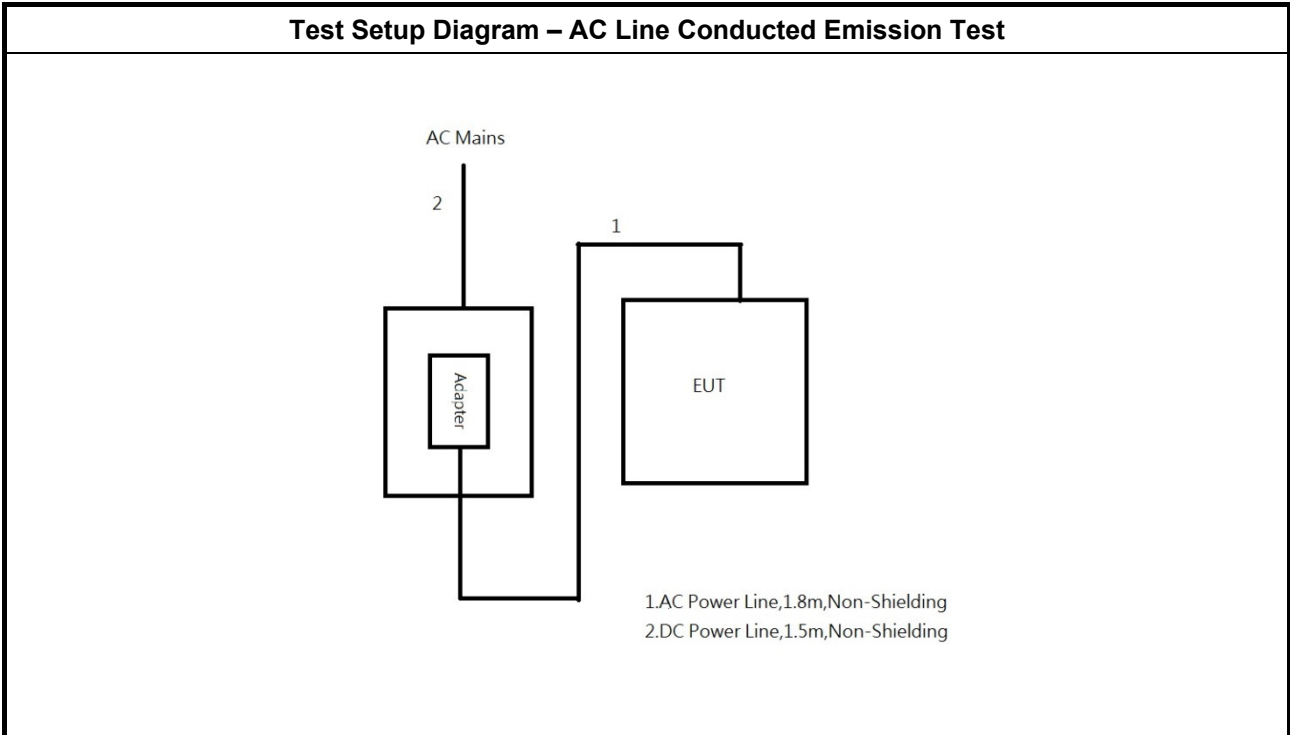 Test Setup Diagram – AC Line Conducted Emission Test
AC Mains
2
1
Adapter
EUT
1.AC Power Line,1.8m,Non-Shielding
2.DC Power Line,1.5m,Non-Shielding